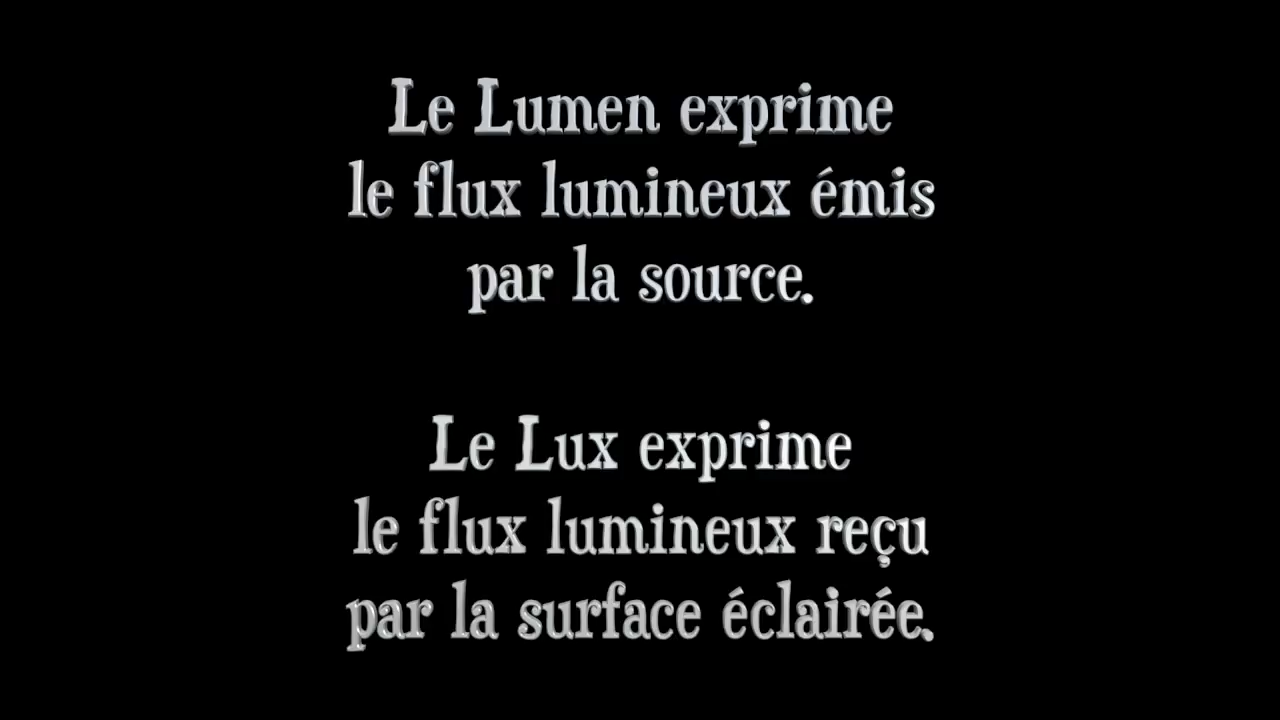 Le Lumen exprime
le flux lumineux émis
par la source.
Le Lux exprime
le flux lumineux reçu
par la surface éclairée.